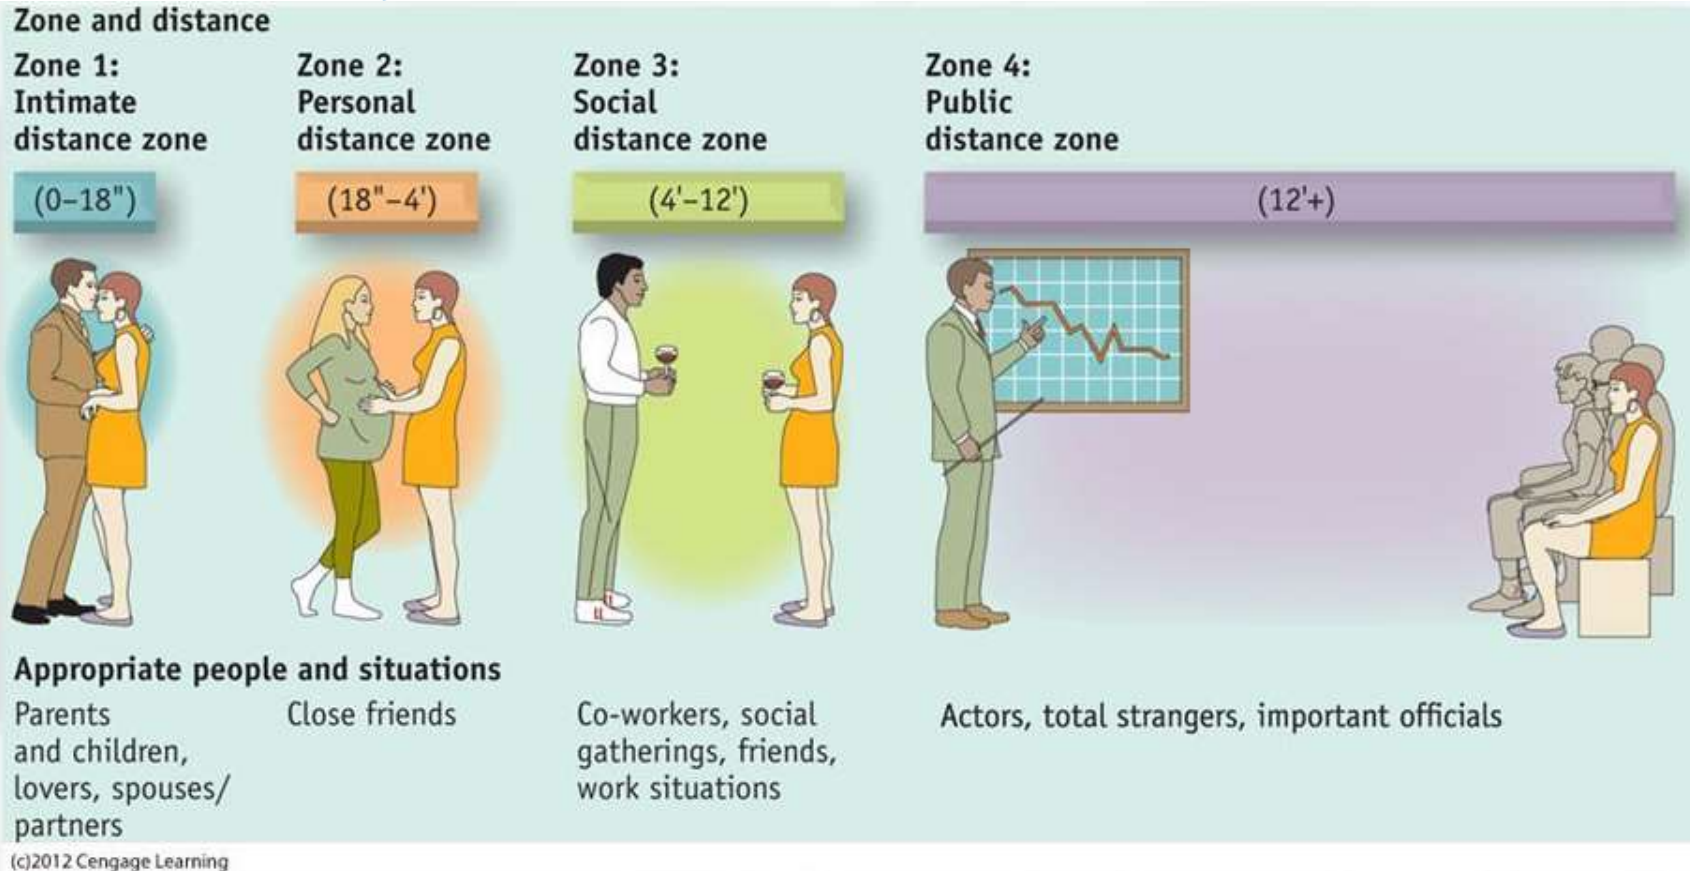 Zone and distance
Zone 1:
Intimate
distance zone
(0–18")
Zone 2:
Personal
distance zone
(18"–4')
Zone 3:
Social
distance zone
(4'–12')
Zone 4:
Public
distance zone
(12'+)
Appropriate people and situations
Parents
and children,
lovers, spouses/
partners
Close friends
Co-workers, social
gatherings, friends,
work situations
Actors, total strangers, important officials
(c)2012 Cengage Learning